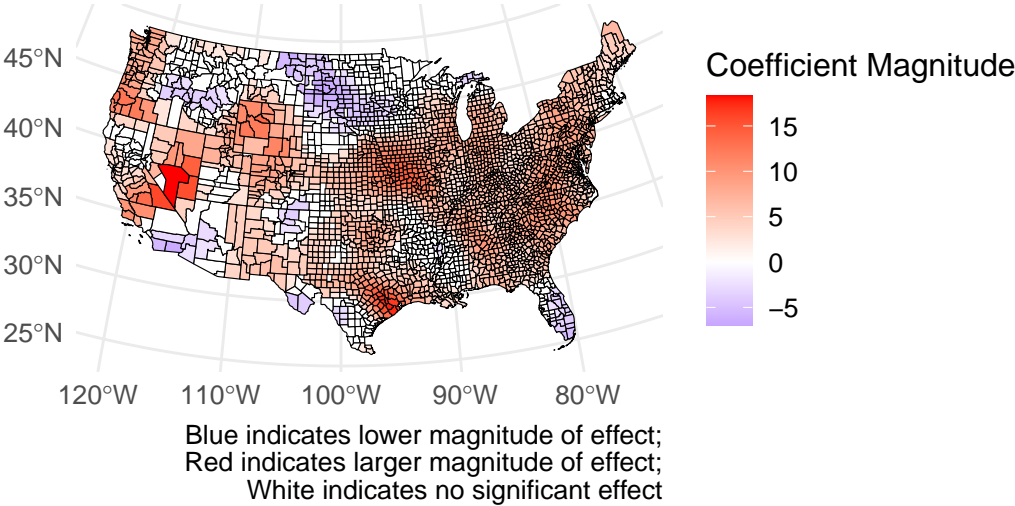 45°N
40°N
35°N
30°N
25°N
120°W 110°W 100°W 90°W 80°W
Coefficient Magnitude
15
10
5
0
−5
Blue indicates lower magnitude of effect;
Red indicates larger magnitude of effect;
White indicates no significant effect